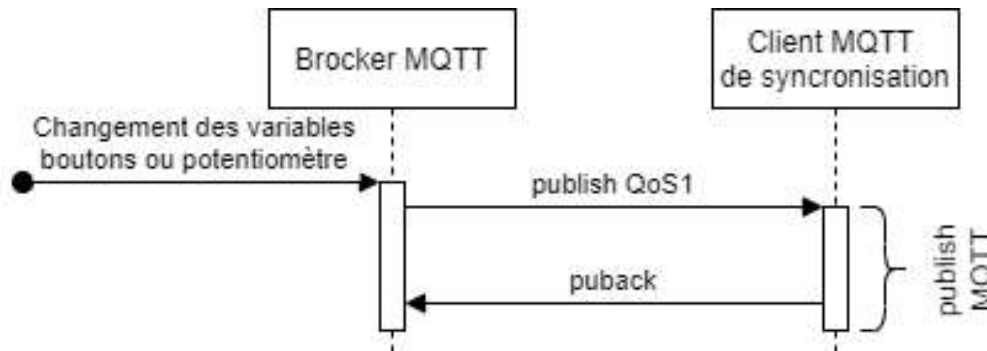 Brocker MQTT
Client MQTT
de syncronisation
Changement des variables
boutons ou potentiomètre
publish QoS1
puback
publish
MQTT